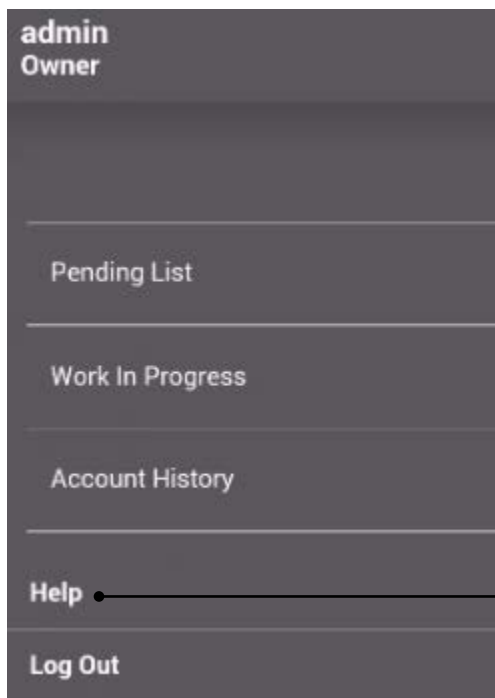 admin
Owner
Pending List
Work In Progress
Account History
Help
Log Out